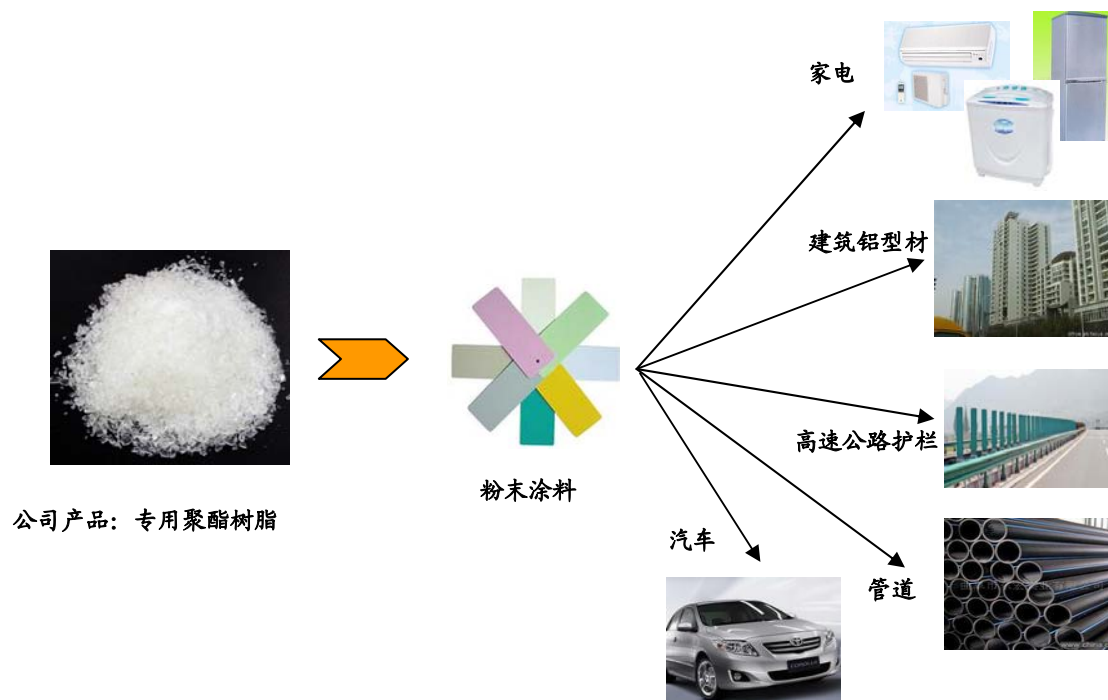 家电
建筑铝型材
高速公路护栏
粉末涂料
公司产品：专用聚酯树脂
汽车
管道